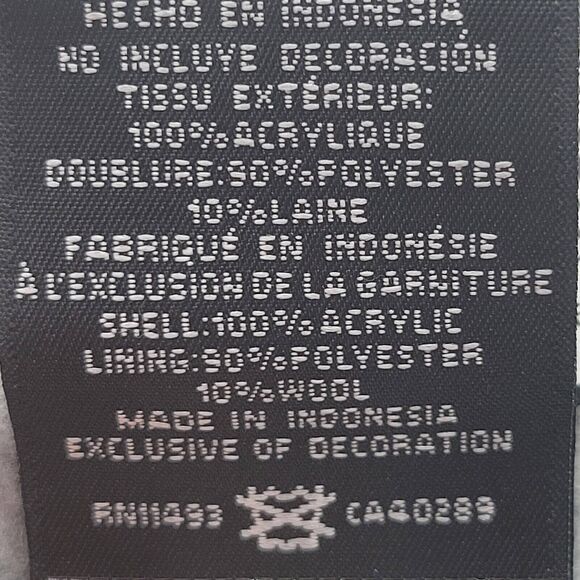 HECHO EN INDONESIA
NO INCLUYE DECORACIÓN
TISSU EXTÉRIEUR:
100%ACRYLIQUE
DOUBLURE:90%POLYESTER
10%LAINE
FABRIQUÉ EN INDONÉSIE
À L'EXCLUSION DE LA GARNITURE
SHELL:100%ACRYLIC
LINING:90%POLYESTER
10%WOOL
MADE IN INDONESIA
EXCLUSIVE OF DECORATION
RN11493 CA40289